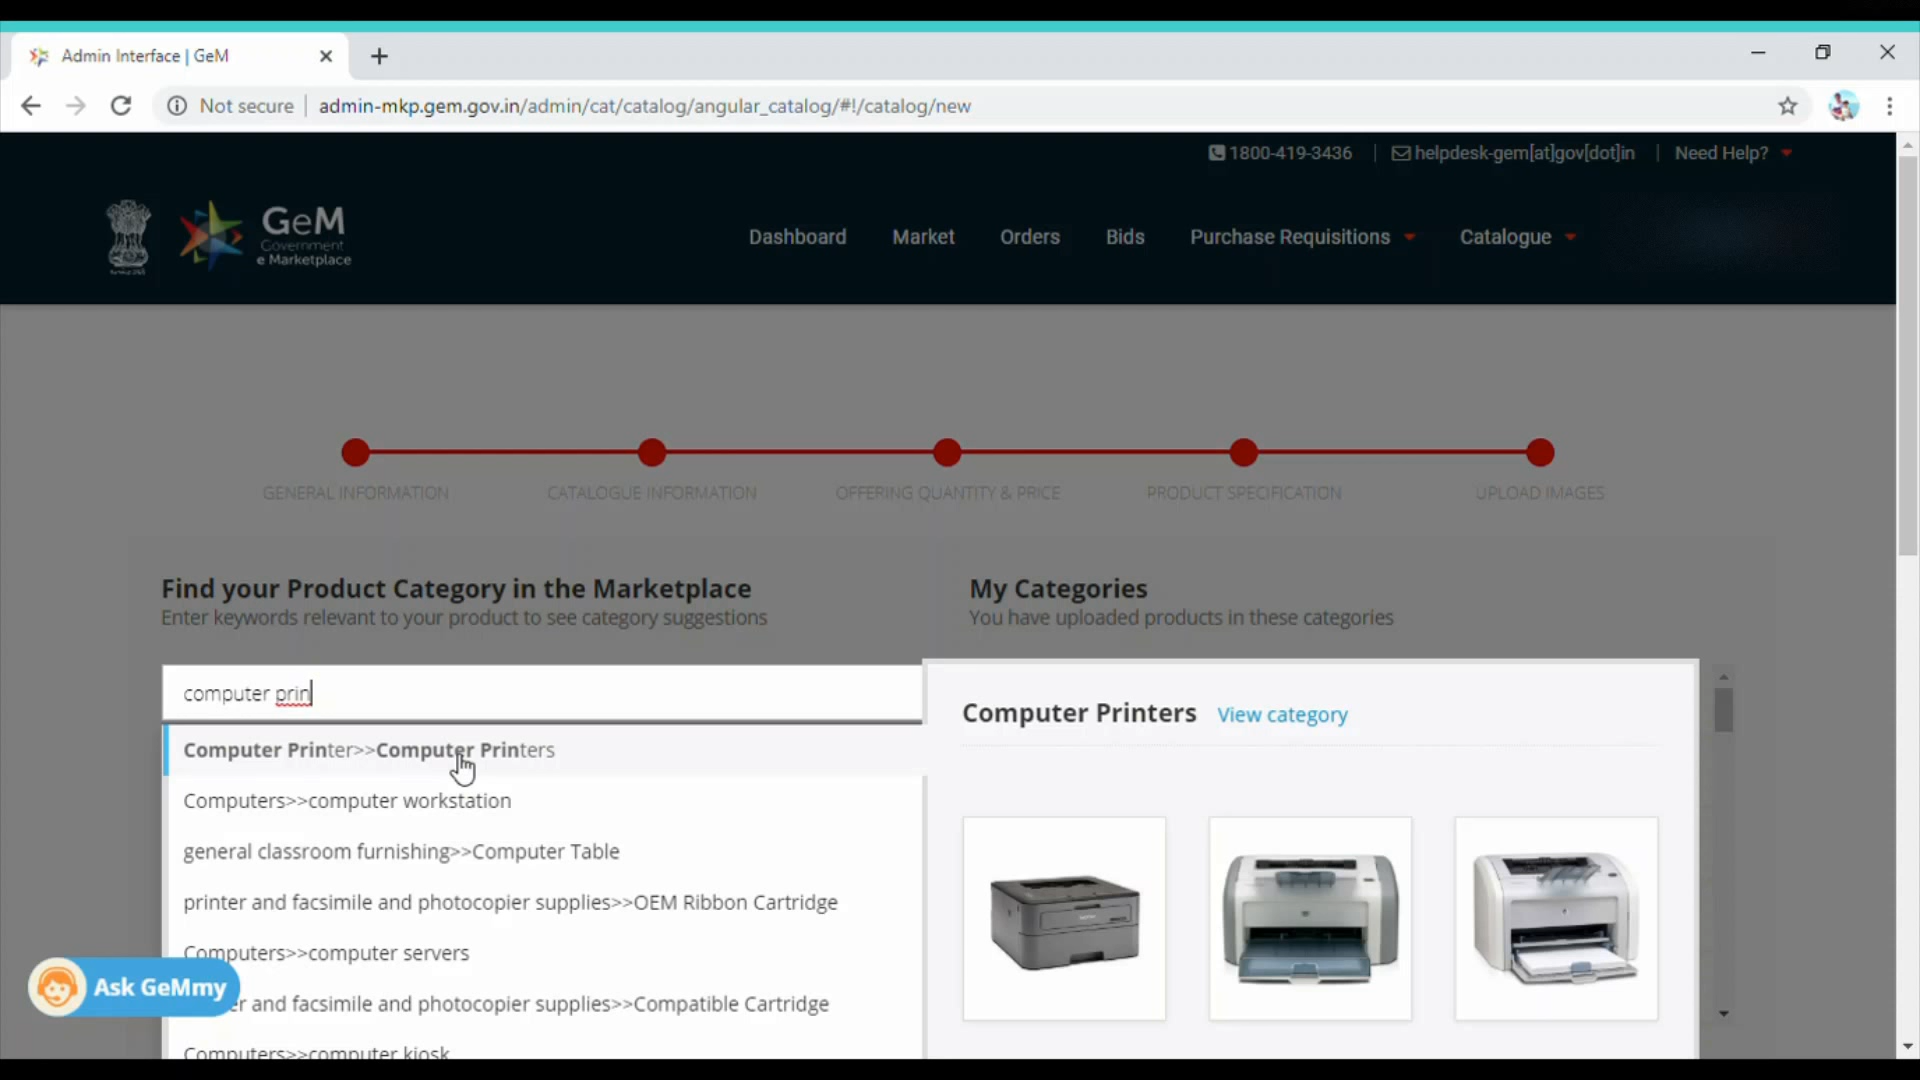 Admin Interface | GeM
Not secure
admin-mkp.gem.gov.in/admin/cat/catalog/angular_catalog/#!/catalog/new
1800-419-3436
helpdesk-gem[at]gov[dot]in
Need Help?
GeM
Government
e Marketplace
Dashboard
Market
Orders
Bids
Purchase Requisitions
Catalogue
GENERAL INFORMATION
CATALOGUE INFORMATION
OFFERING QUANTITY & PRICE
PRODUCT SPECIFICATION
UPLOAD IMAGES
Find your Product Category in the Marketplace
Enter keywords relevant to your product to see category suggestions
My Categories
You have uploaded products in these categories
computer prin
Computer Printer>>Computer Printers
Computers>>computer workstation
general classroom furnishing>>Computer Table
printer and facsimile and photocopier supplies>>OEM Ribbon Cartridge
Computers>>computer servers
er and facsimile and photocopier supplies>>Compatible Cartridge
Computers>>computer kiosk
Computer Printers
View category
Ask GeMmy